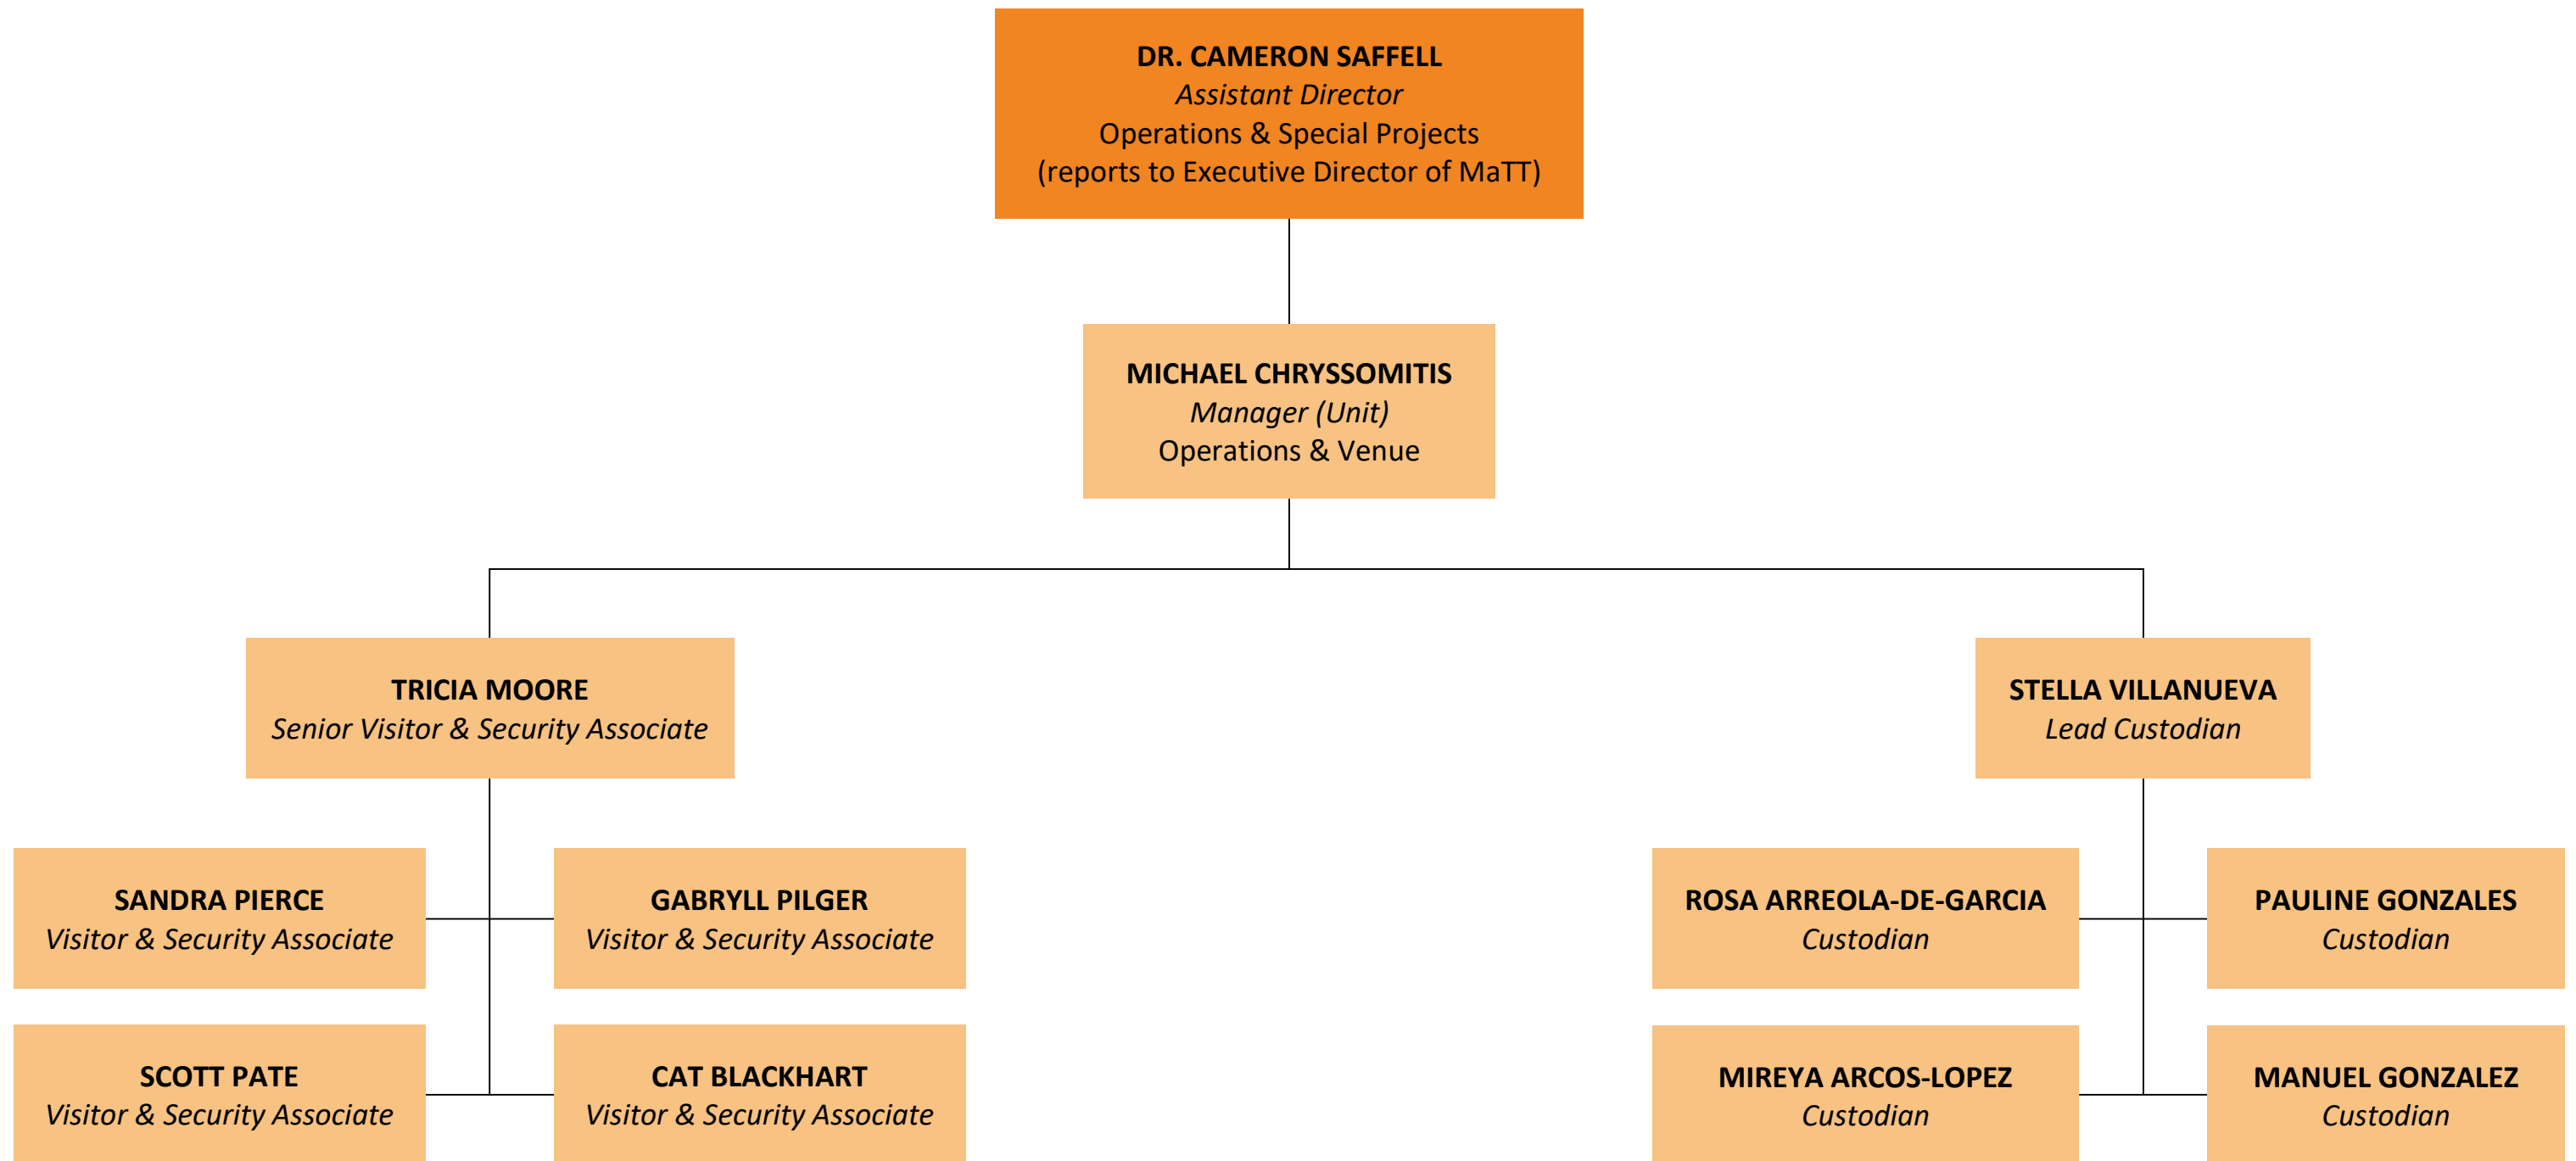 DR. CAMERON SAFFELL
Assistant Director
Operations & Special Projects
(reports to Executive Director of MaTT)
MICHAEL CHRYSSOMITIS
Manager (Unit)
Operations & Venue
TRICIA MOORE
Senior Visitor & Security Associate
STELLA VILLANUEVA
Lead Custodian
SANDRA PIERCE
Visitor & Security Associate
GABRYLL PILGER
Visitor & Security Associate
ROSA ARREOLA-DE-GARCIA
Custodian
PAULINE GONZALES
Custodian
SCOTT PATE
Visitor & Security Associate
CAT BLACKHART
Visitor & Security Associate
MIREYA ARCOS-LOPEZ
Custodian
MANUEL GONZALEZ
Custodian